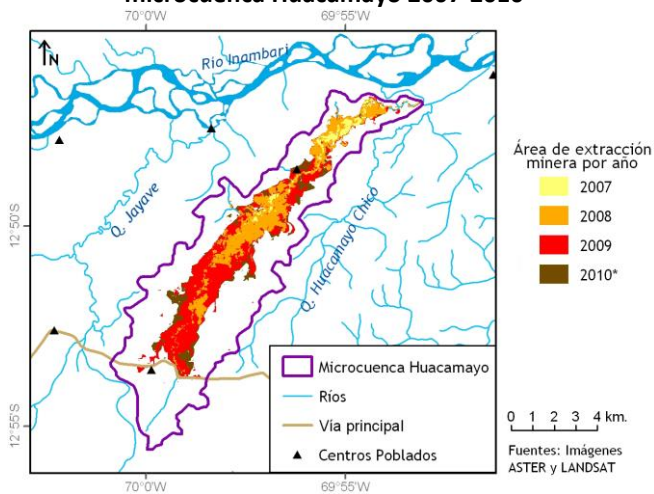 Microcuenca Huacamayo 2007-2010
70°0'W
69°55'W
N
Río Inambari
Q. Jayave
Q. Huacamayo Chico
12°50'S
12°55'S
Área de extracción
minera por año
2007
2008
2009
2010*
Microcuenca Huacamayo
Ríos
Vía principal
Centros Poblados
0 1 2 3 4 km.
Fuentes: Imágenes
ASTER y LANDSAT
70°0'W
69°55'W